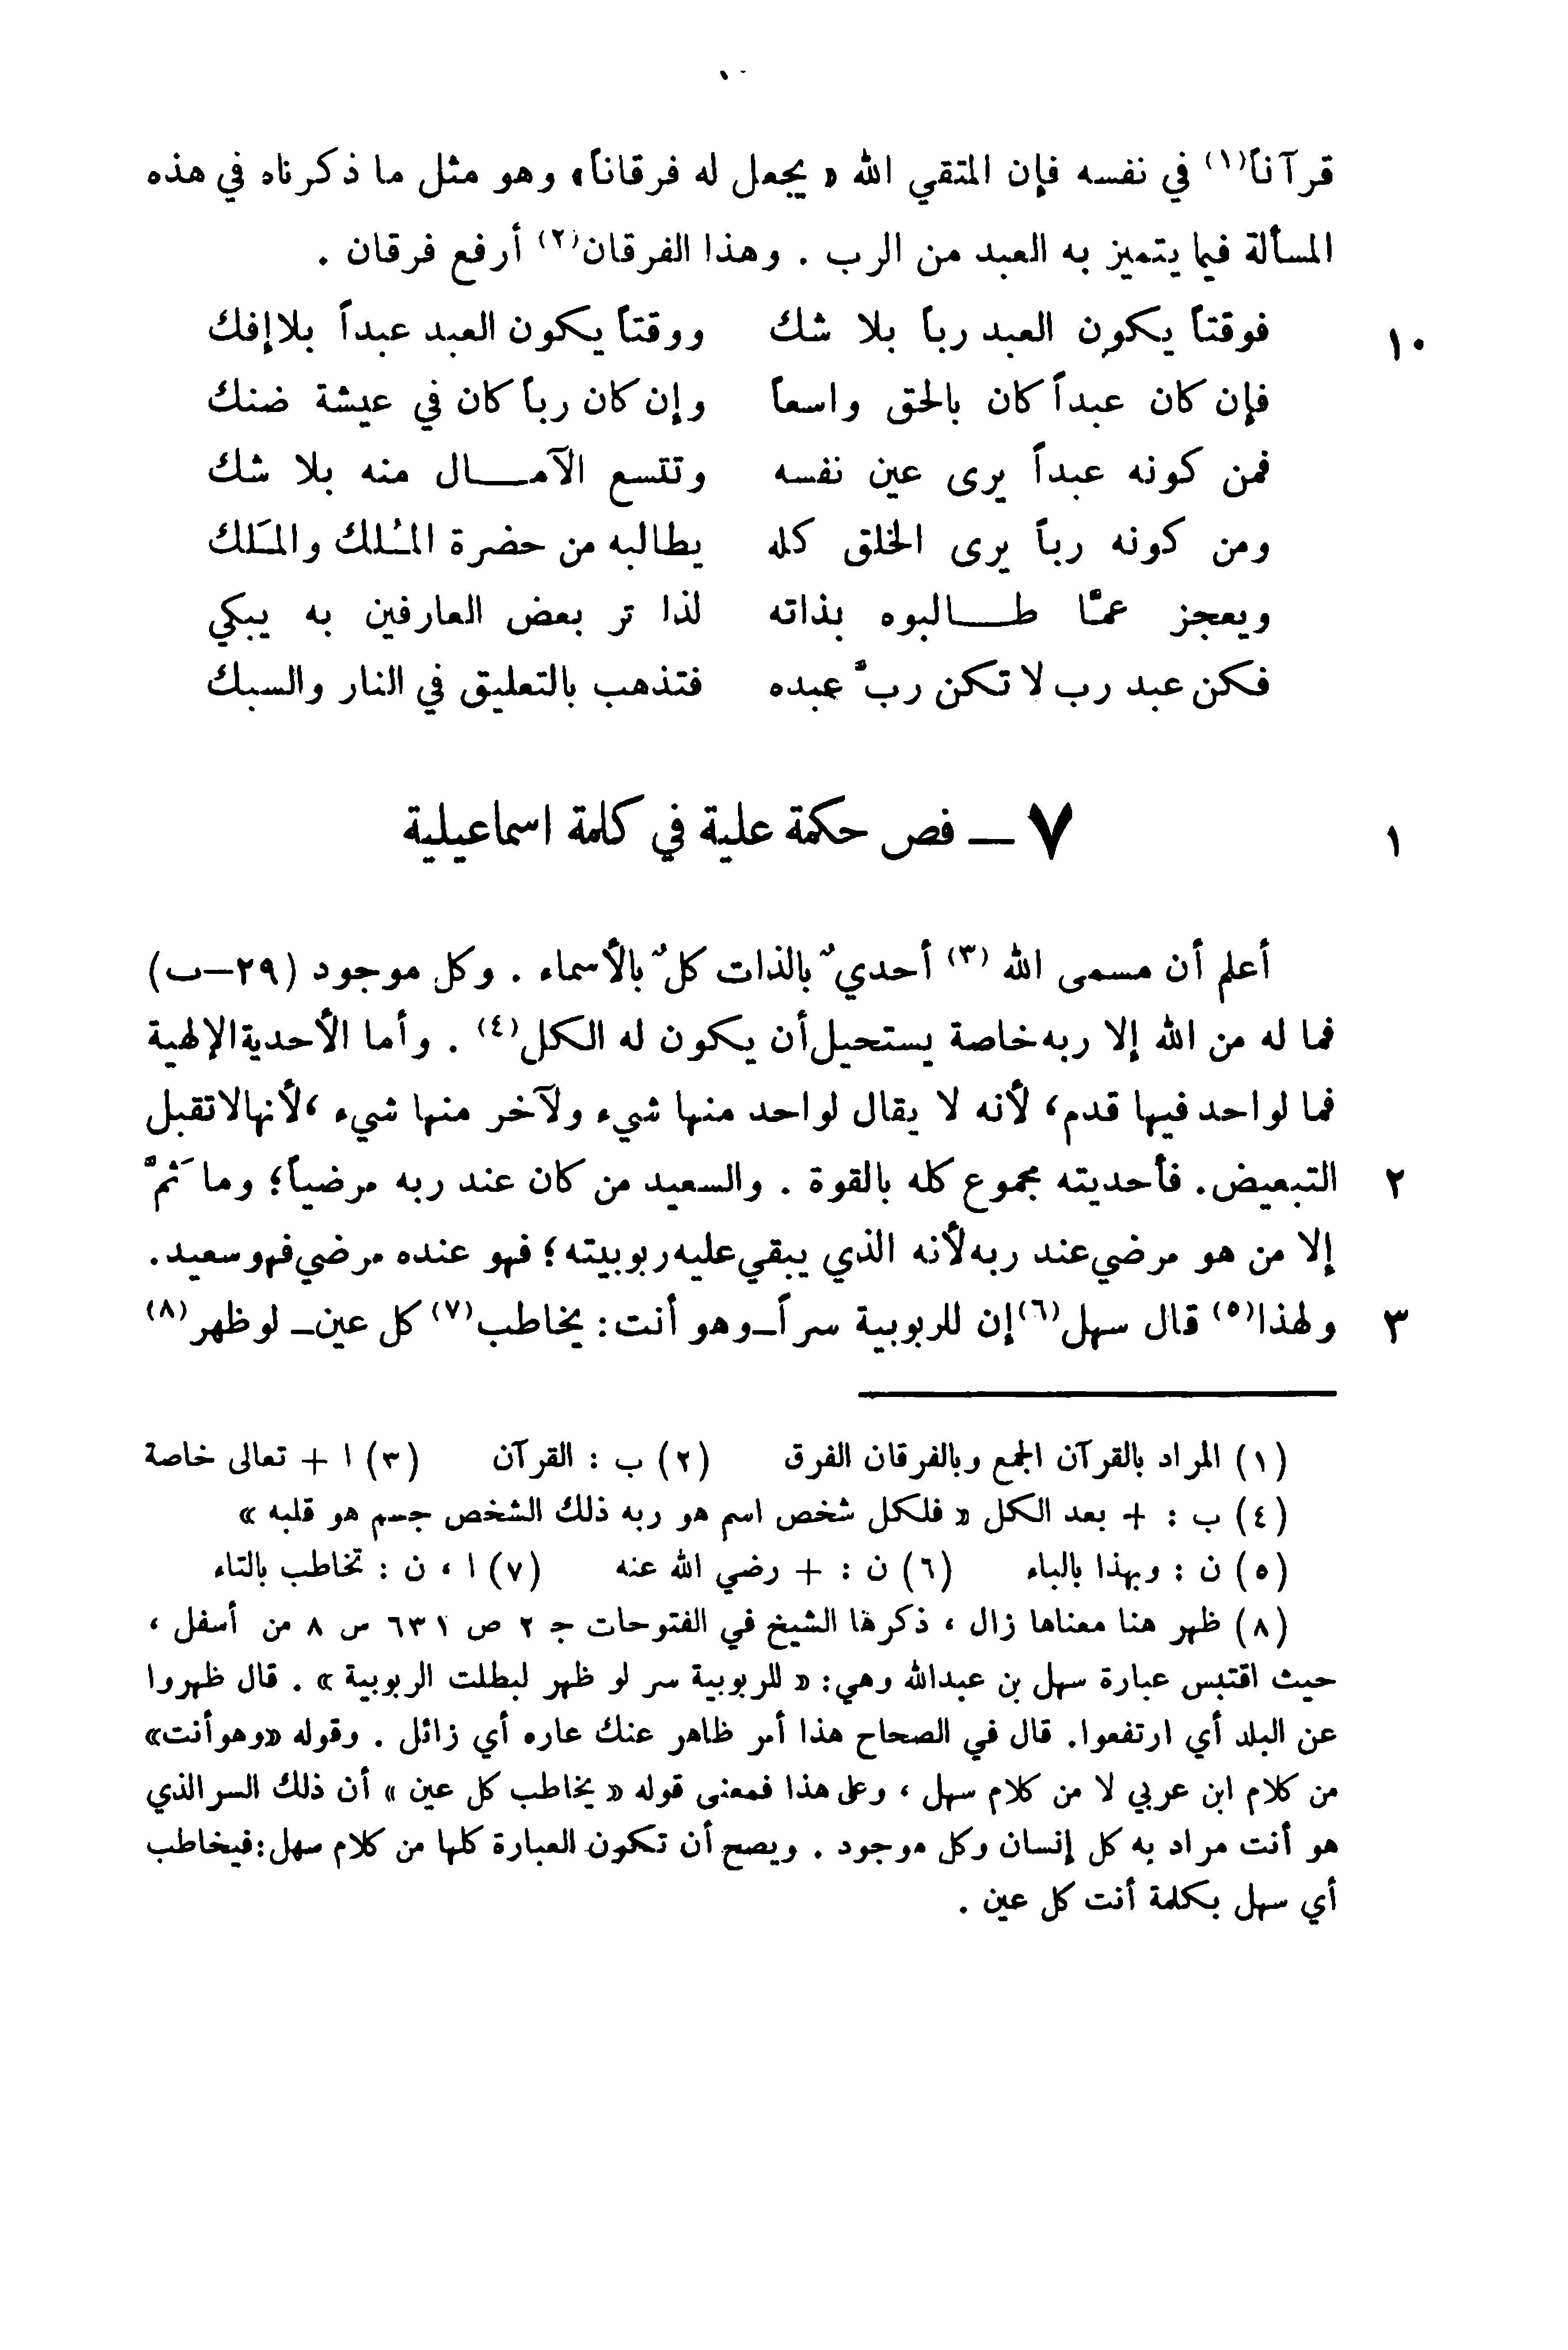 قرآناً(١) في نفسه فإن المتقي الله « يجعل له فرقاناً» وهو مثل ما ذكرناه في هذه
المسألة فيما يتميز به العبد من الرب . وهذا الفرقان(٢) أرفع فرقان .
١٠ فوقتاً يكون العبد رباً بلا شك ووقتاً يكون العبد عبداً بلا إفك
فإن كان عبداً كان بالحق واسعاً وإن كان رباً كان في عيشة ضنك
فمن كونه عبداً يرى عين نفسه وتتسع الآمــال منه بلا شك
ومن كونه رباً يرى الخلق كله يطالبه من حضرة المُلك والمَلك
ويعجز عمَّا طــالبوه بذاته لذا تر بعض العارفين به يبكي
فكن عبد رب لا تكن ربَّ عبده فتذهب بالتعليق في النار والسبك
١ ٧ – فص حكمة علية في كلمة اسماعيلية
أعلم أن مسمى الله (٣) أحديٌ بالذات كلٌ بالأسماء . وكل موجود (٢٩–ب)
فما له من الله إلا ربه خاصة يستحيل أن يكون له الكل(٤) . وأما الأحدية الإلهية
فما لواحد فيها قدم، لأنه لا يقال لواحد منها شيء ولآخر منها شيء ، لأنها لا تقبل
٢ التبعيض. فأحديته مجموع كله بالقوة . والسعيد من كان عند ربه مرضياً؛ وما ثَمَّ
إلا من هو مرضي عند ربه لأنه الذي يبقي عليه ربوبيته؛ فهو عنده مرضي فهو سعيد.
٣ ولهذا(٥) قال سهل(٦) إن للربوبية سراً–وهو أنت: يخاطب(٧) كل عين– لو ظهر(٨)
(١) المراد بالقرآن الجمع وبالفرقان الفرق (٢) ب : القرآن (٣) ا + تعالى خاصة
(٤) ب : + بعد الكل « فلكل شخص اسم هو ربه ذلك الشخص جسم هو قلبه »
(٥) ن : وبهذا بالباء (٦) ن : + رضي الله عنه (٧) ا ، ن : تخاطب بالتاء
(٨) ظهر هنا معناها زال ، ذكرها الشيخ في الفتوحات جـ ٢ ص ٦٣١ س ٨ من أسفل ،
حيث اقتبس عبارة سهل بن عبدالله وهي: « للربوبية سر لو ظهر لبطلت الربوبية » . قال ظهروا
عن البلد أي ارتفعوا. قال في الصحاح هذا أمر ظاهر عنك عاره أي زائل . وقوله «وهو أنت»
من كلام ابن عربي لا من كلام سهل ، وعلى هذا فمعنى قوله « يخاطب كل عين » أن ذلك السر الذي
هو أنت مراد به كل إنسان وكل موجود . ويصح أن تكون العبارة كلها من كلام سهل: فيخاطب
أي سهل بكلمة أنت كل عين .